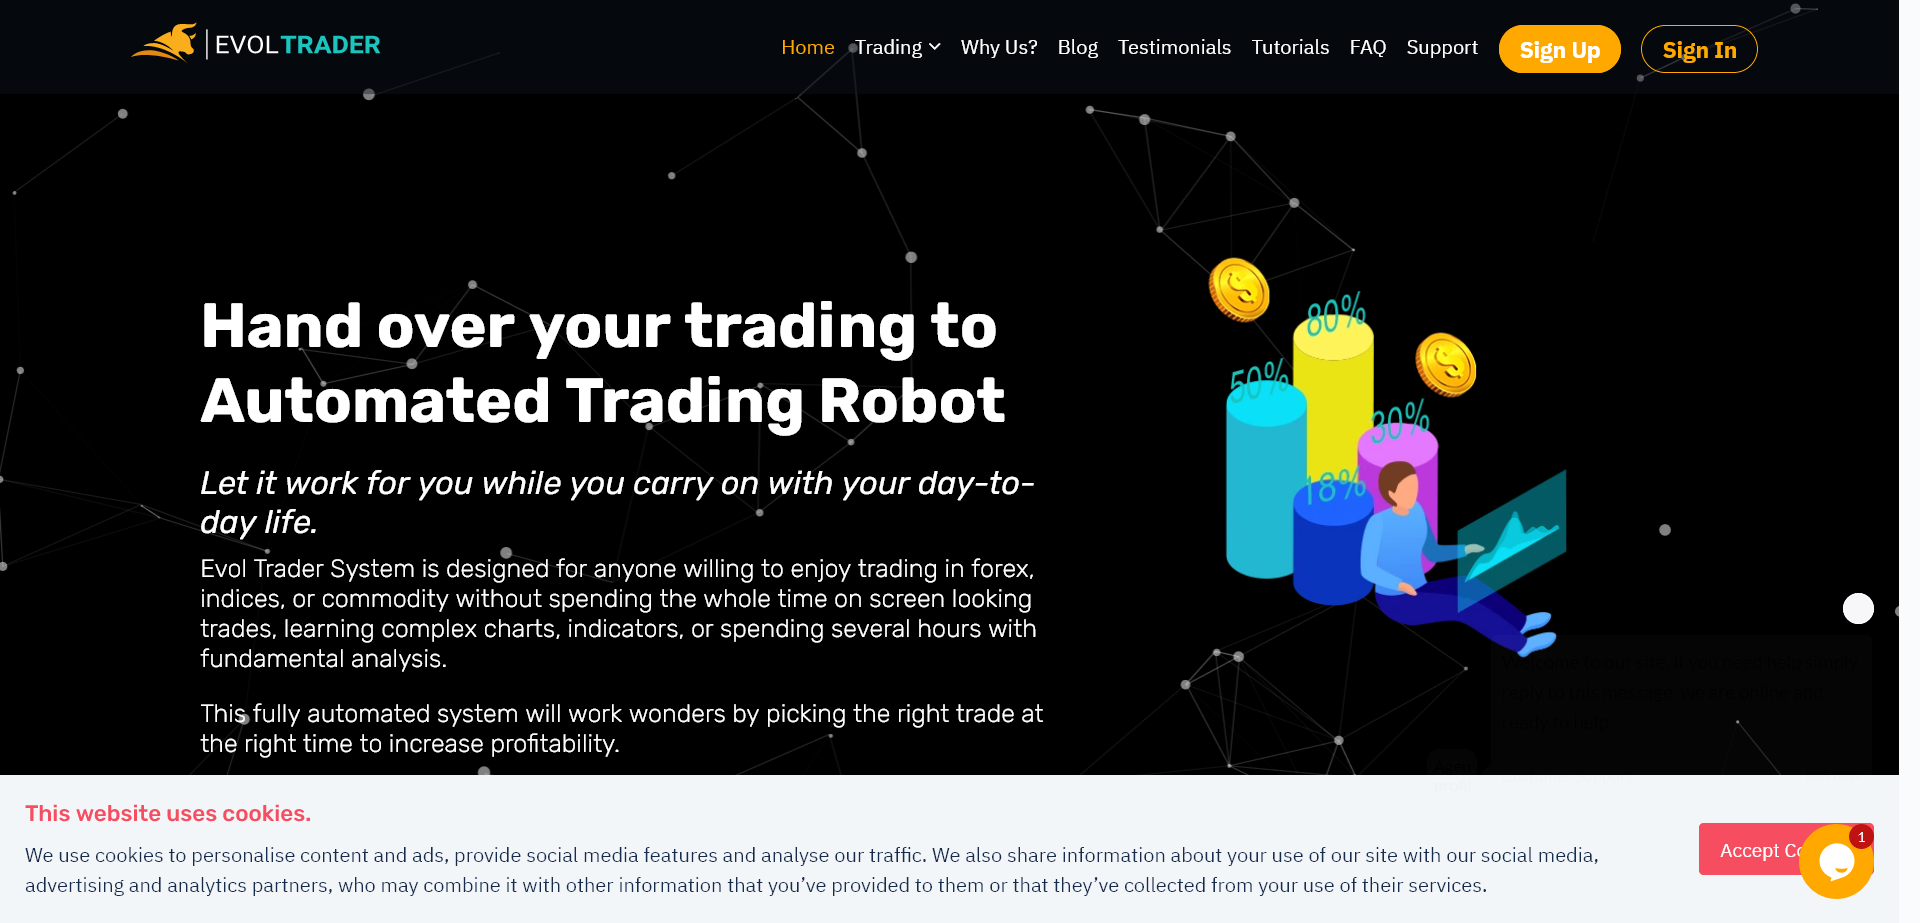 EVOL TRADER
Home Trading Why Us? Blog Testimonials Tutorials FAQ Support Sign Up Sign In
Hand over your trading to
Automated Trading Robot
Let it work for you while you carry on with your day-to-
day life.
Evol Trader System is designed for anyone willing to enjoy trading in forex,
indices, or commodity without spending the whole time on screen looking
trades, learning complex charts, indicators, or spending several hours with
fundamental analysis.
This fully automated system will work wonders by picking the right trade at
the right time to increase profitability.
80%
50%
30%
18%
This website uses cookies.
We use cookies to personalise content and ads, provide social media features and analyse our traffic. We also share information about your use of our site with our social media,
advertising and analytics partners, who may combine it with other information that you’ve provided to them or that they’ve collected from your use of their services.
Accept
1